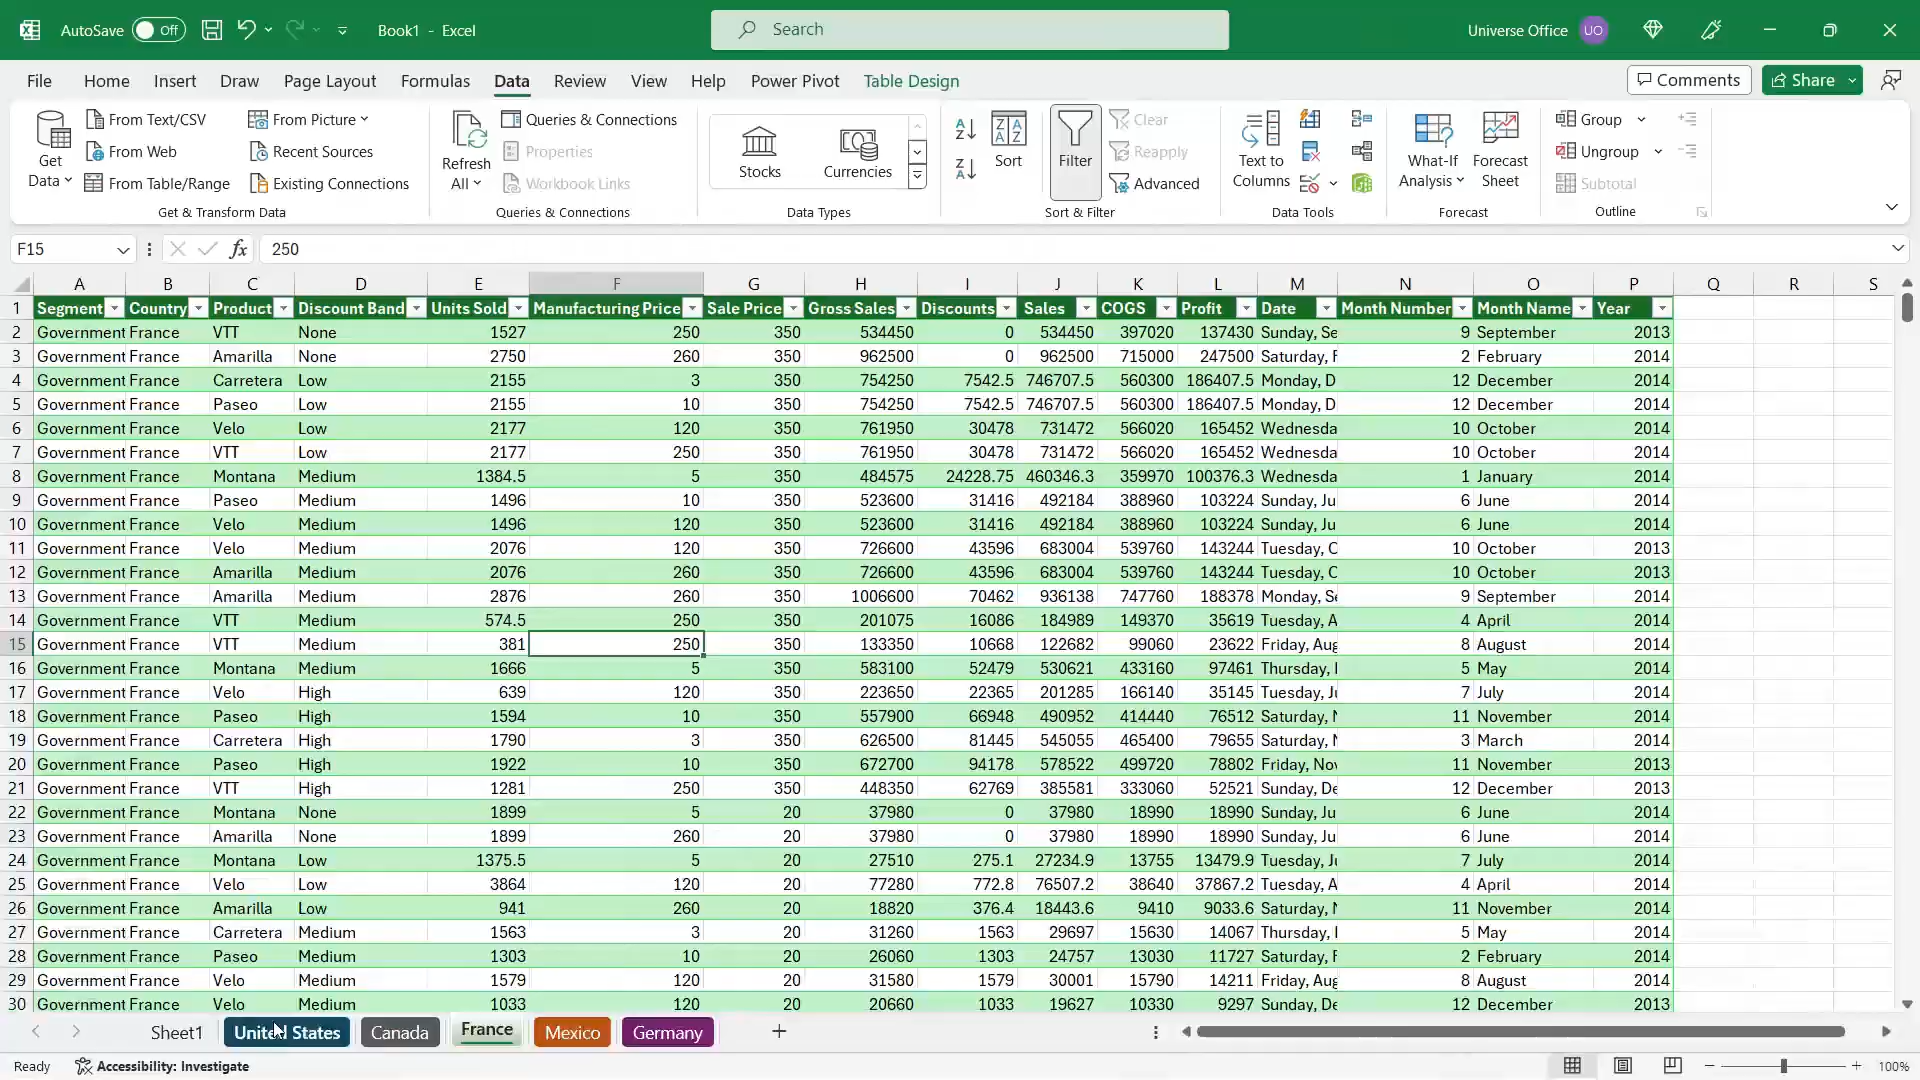 AutoSave Off Book1 - Excel Search Universe Office UO
File Home Insert Draw Page Layout Formulas Data Review View Help Power Pivot Table Design Comments Share
Get Data From Text/CSV From Web From Table/Range From Picture Recent Sources Existing Connections
Refresh All Queries & Connections Properties Workbook Links
Stocks Currencies
Sort Filter Clear Reapply Advanced
Text to Columns What-If Analysis Forecast Sheet Group Ungroup Subtotal
Get & Transform Data Queries & Connections Data Types Sort & Filter Data Tools Forecast Outline
F15 fx 250
A B C D E F G H I J K L M N O P Q R S
1 Segment Country Product Discount Band Units Sold Manufacturing Price Sale Price Gross Sales Discounts Sales COGS Profit Date Month Number Month Name Year
2 Government France VTT None 1527 250 350 534450 0 534450 397020 137430 Sunday, Se 9 September 2013
3 Government France Amarilla None 2750 260 350 962500 0 962500 715000 247500 Saturday, F 2 February 2014
4 Government France Carretera Low 2155 3 350 754250 7542.5 746707.5 560300 186407.5 Monday, D 12 December 2014
5 Government France Paseo Low 2155 10 350 754250 7542.5 746707.5 560300 186407.5 Monday, D 12 December 2014
6 Government France Velo Low 2177 120 350 761950 30478 731472 566020 165452 Wednesda 10 October 2014
7 Government France VTT Low 2177 250 350 761950 30478 731472 566020 165452 Wednesda 10 October 2014
8 Government France Montana Medium 1384.5 5 350 484575 24228.75 460346.3 359970 100376.3 Wednesda 1 January 2014
9 Government France Paseo Medium 1496 10 350 523600 31416 492184 388960 103224 Sunday, Ju 6 June 2014
10 Government France Velo Medium 1496 120 350 523600 31416 492184 388960 103224 Sunday, Ju 6 June 2014
11 Government France Velo Medium 2076 120 350 726600 43596 683004 539760 143244 Tuesday, O 10 October 2013
12 Government France Amarilla Medium 2076 260 350 726600 43596 683004 539760 143244 Tuesday, O 10 October 2013
13 Government France Amarilla Medium 2876 260 350 1006600 70462 936138 747760 188378 Monday, Se 9 September 2014
14 Government France VTT Medium 574.5 250 350 201075 16086 184989 149370 35619 Tuesday, A 4 April 2014
15 Government France VTT Medium 381 250 350 133350 10668 122682 99060 23622 Friday, Aug 8 August 2014
16 Government France Montana Medium 1666 5 350 583100 52479 530621 433160 97461 Thursday, 5 May 2014
17 Government France Velo High 639 120 350 223650 22365 201285 166140 35145 Tuesday, Ju 7 July 2014
18 Government France Paseo High 1594 10 350 557900 66948 490952 414440 76512 Saturday, N 11 November 2014
19 Government France Carretera High 1790 3 350 626500 81445 545055 465400 79655 Saturday, M 3 March 2014
20 Government France Paseo High 1922 10 350 672700 94178 578522 499720 78802 Friday, Nov 11 November 2013
21 Government France VTT High 1281 250 350 448350 62769 385581 333060 52521 Sunday, De 12 December 2013
22 Government France Montana None 1899 5 20 37980 0 37980 18990 18990 Sunday, Ju 6 June 2014
23 Government France Amarilla None 1899 260 20 37980 0 37980 18990 18990 Sunday, Ju 6 June 2014
24 Government France Montana Low 1375.5 5 20 27510 275.1 27234.9 13755 13479.9 Tuesday, Ju 7 July 2014
25 Government France Velo Low 3864 120 20 77280 772.8 76507.2 38640 37867.2 Tuesday, A 4 April 2014
26 Government France Amarilla Low 941 260 20 18820 376.4 18443.6 9410 9033.6 Saturday, N 11 November 2014
27 Government France Carretera Medium 1563 3 20 31260 1563 29697 15630 14067 Thursday, 5 May 2014
28 Government France Paseo Medium 1303 10 20 26060 1303 24757 13030 11727 Saturday, F 2 February 2014
29 Government France Velo Medium 1579 120 20 31580 1579 30001 15790 14211 Friday, Aug 8 August 2014
30 Government France Velo Medium 1033 120 20 20660 1033 19627 10330 9297 Sunday, De 12 December 2013
Sheet1 United States Canada France Mexico Germany
Ready Accessibility: Investigate 100%